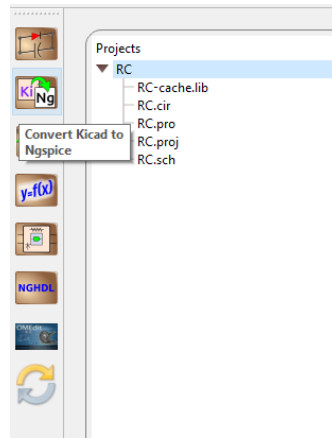 Projects
RC
RC-cache.lib
RC.cir
RC.pro
RC.proj
RC.sch
Ki
Ng
Convert Kicad to
Ngspice
y=f(x)
NGHDL
OMEdit